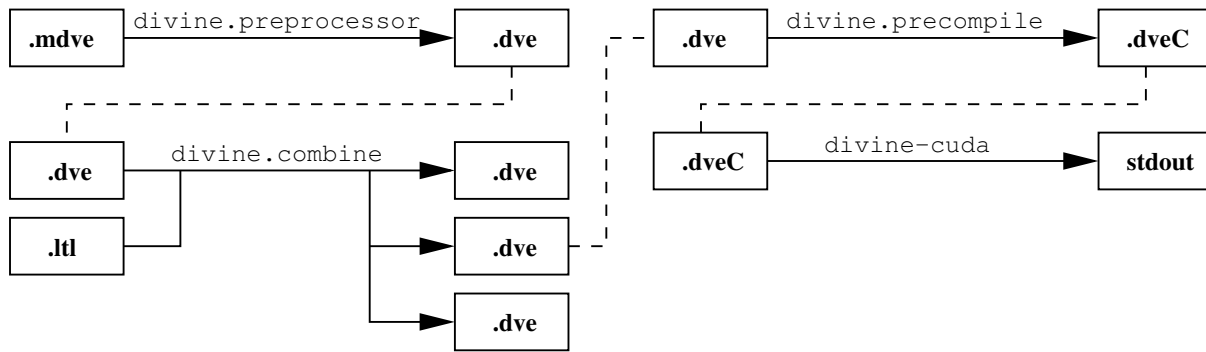 .mdve
divine.preprocessor
.dve
.dve
divine.combine
.dve
.ltl
.dve
.dve
.dve
divine.precompile
.dveC
.dveC
divine-cuda
stdout